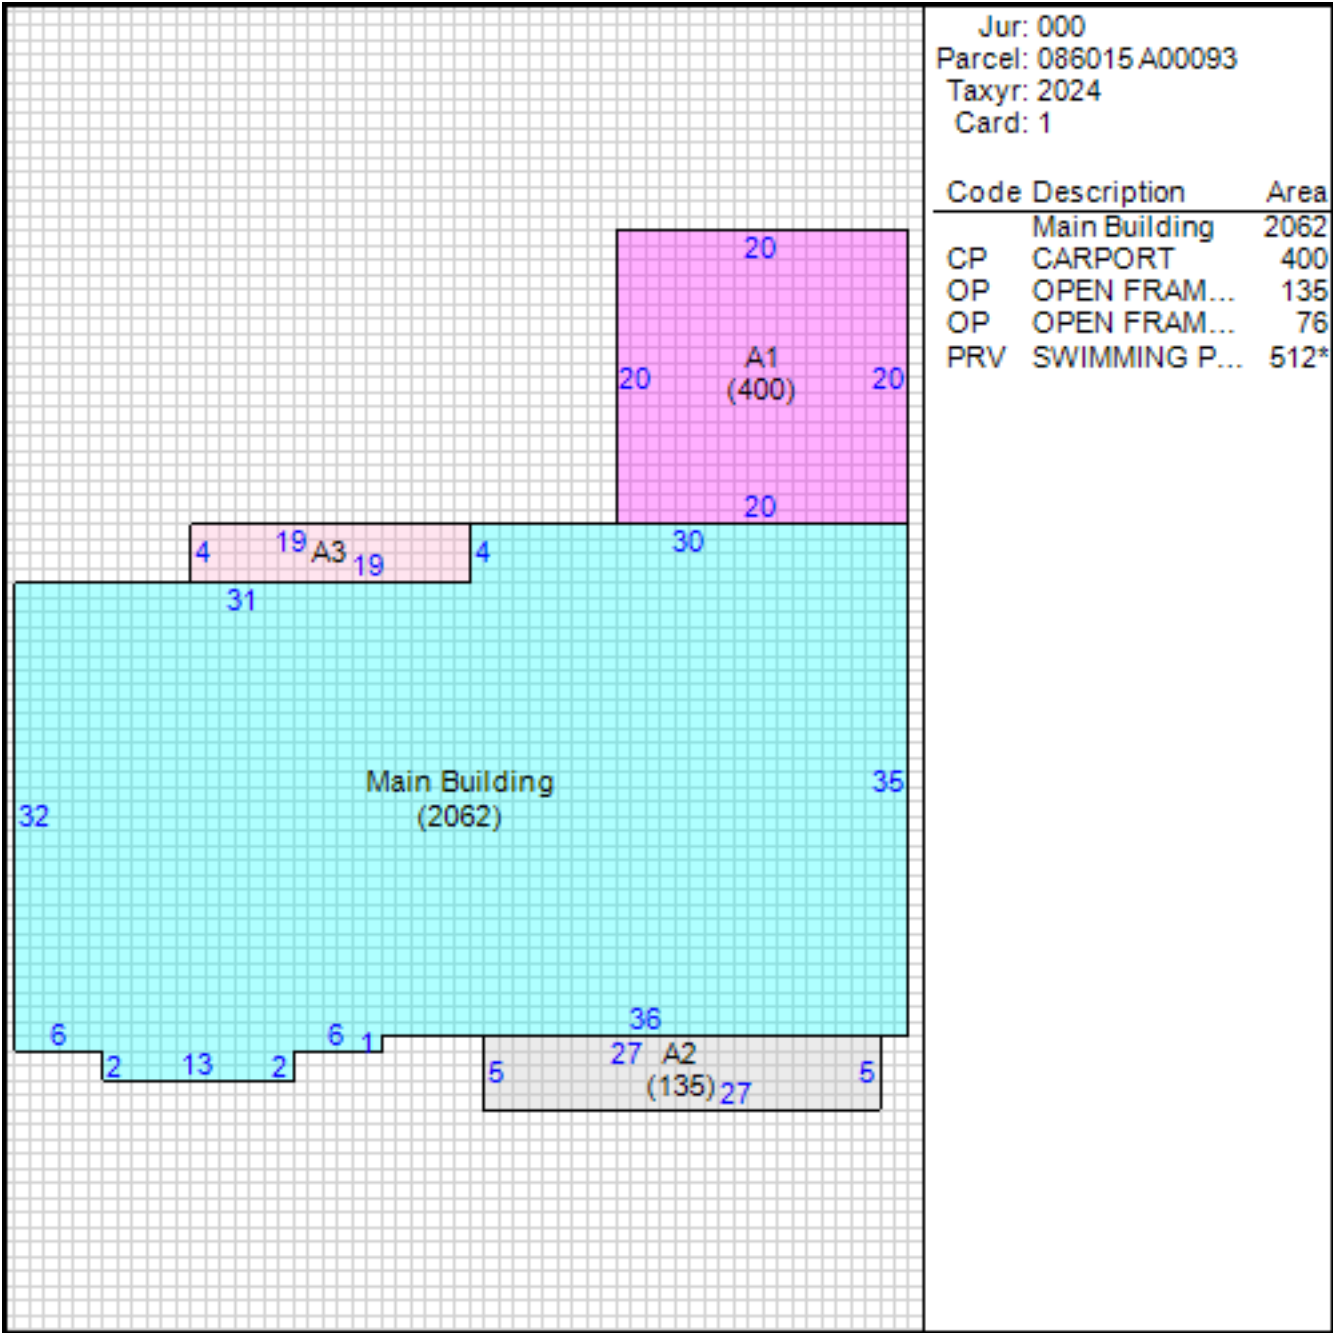 Jur: 000
Parcel: 086015 A00093
Taxyr: 2024
Card: 1
Code Description Area
Main Building 2062
CP CARPORT 400
OP OPEN FRAM... 135
OP OPEN FRAM... 76
PRV SWIMMING P... 512*
20
A1
20 (400) 20
20
4 19 A3 19 4 30
31
Main Building
(2062)
32 35
6 2 13 2 6 1 36
27 A2
5 (135) 27 5